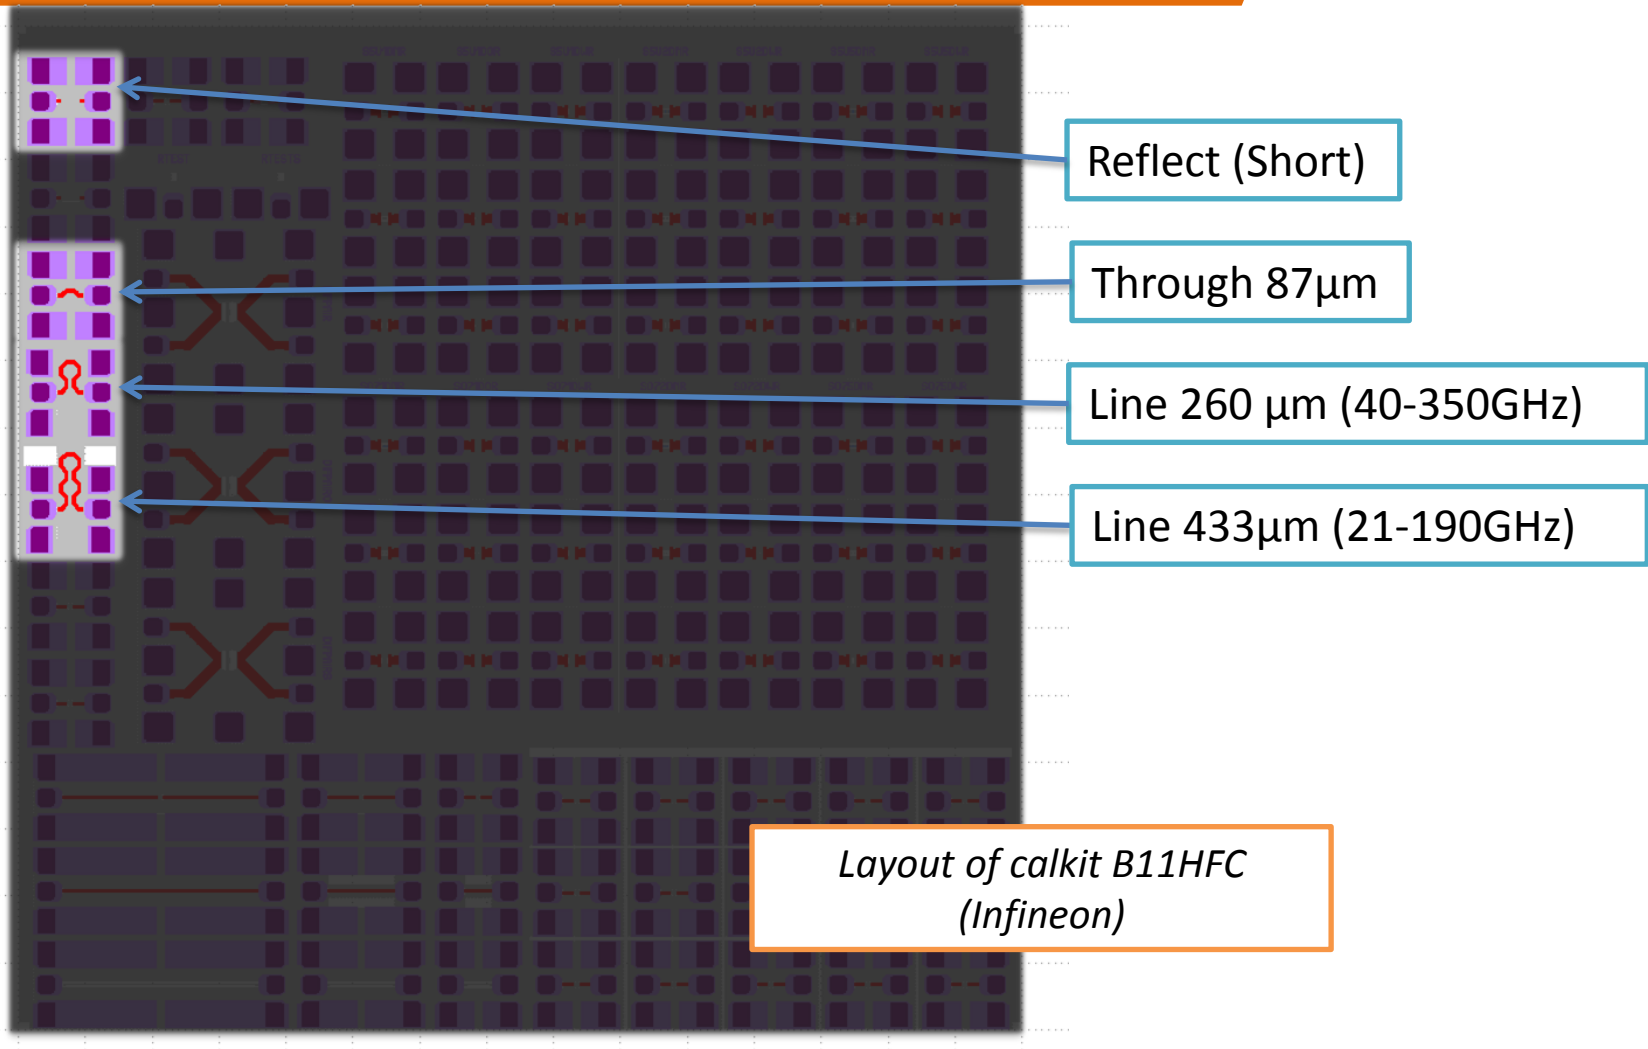 Reflect (Short)
Through 87µm
Line 260 µm (40-350GHz)
Line 433µm (21-190GHz)
Layout of calkit B11HFC
(Infineon)